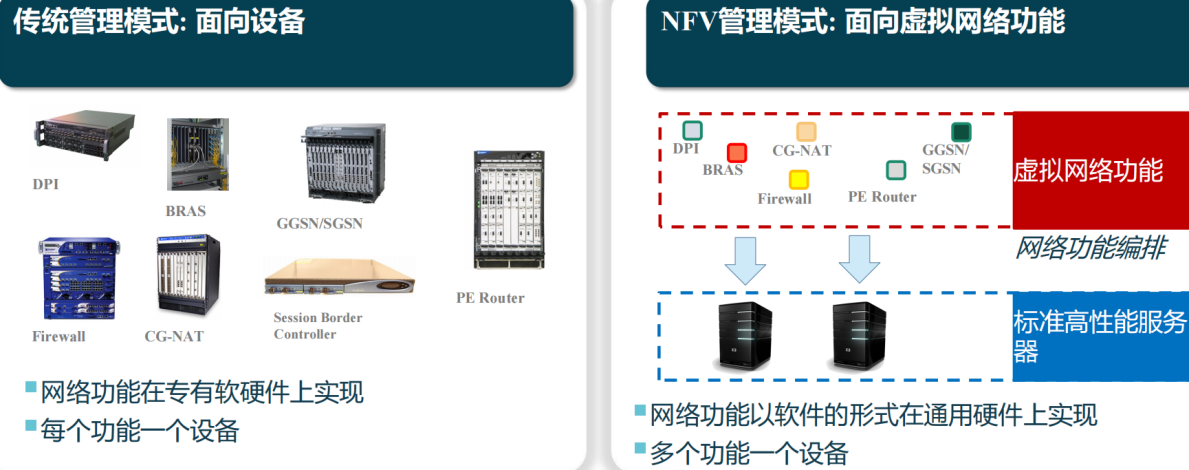 传统管理模式: 面向设备
DPI
BRAS
GGSN/SGSN
PE Router
Firewall
CG-NAT
Session Border
Controller
网络功能在专有软硬件上实现
每个功能一个设备
NFV管理模式: 面向虚拟网络功能
DPI
BRAS
CG-NAT
Firewall
PE Router
GGSN/
SGSN
虚拟网络功能
网络功能编排
标准高性能服务
器
网络功能以软件的形式在通用硬件上实现
多个功能一个设备